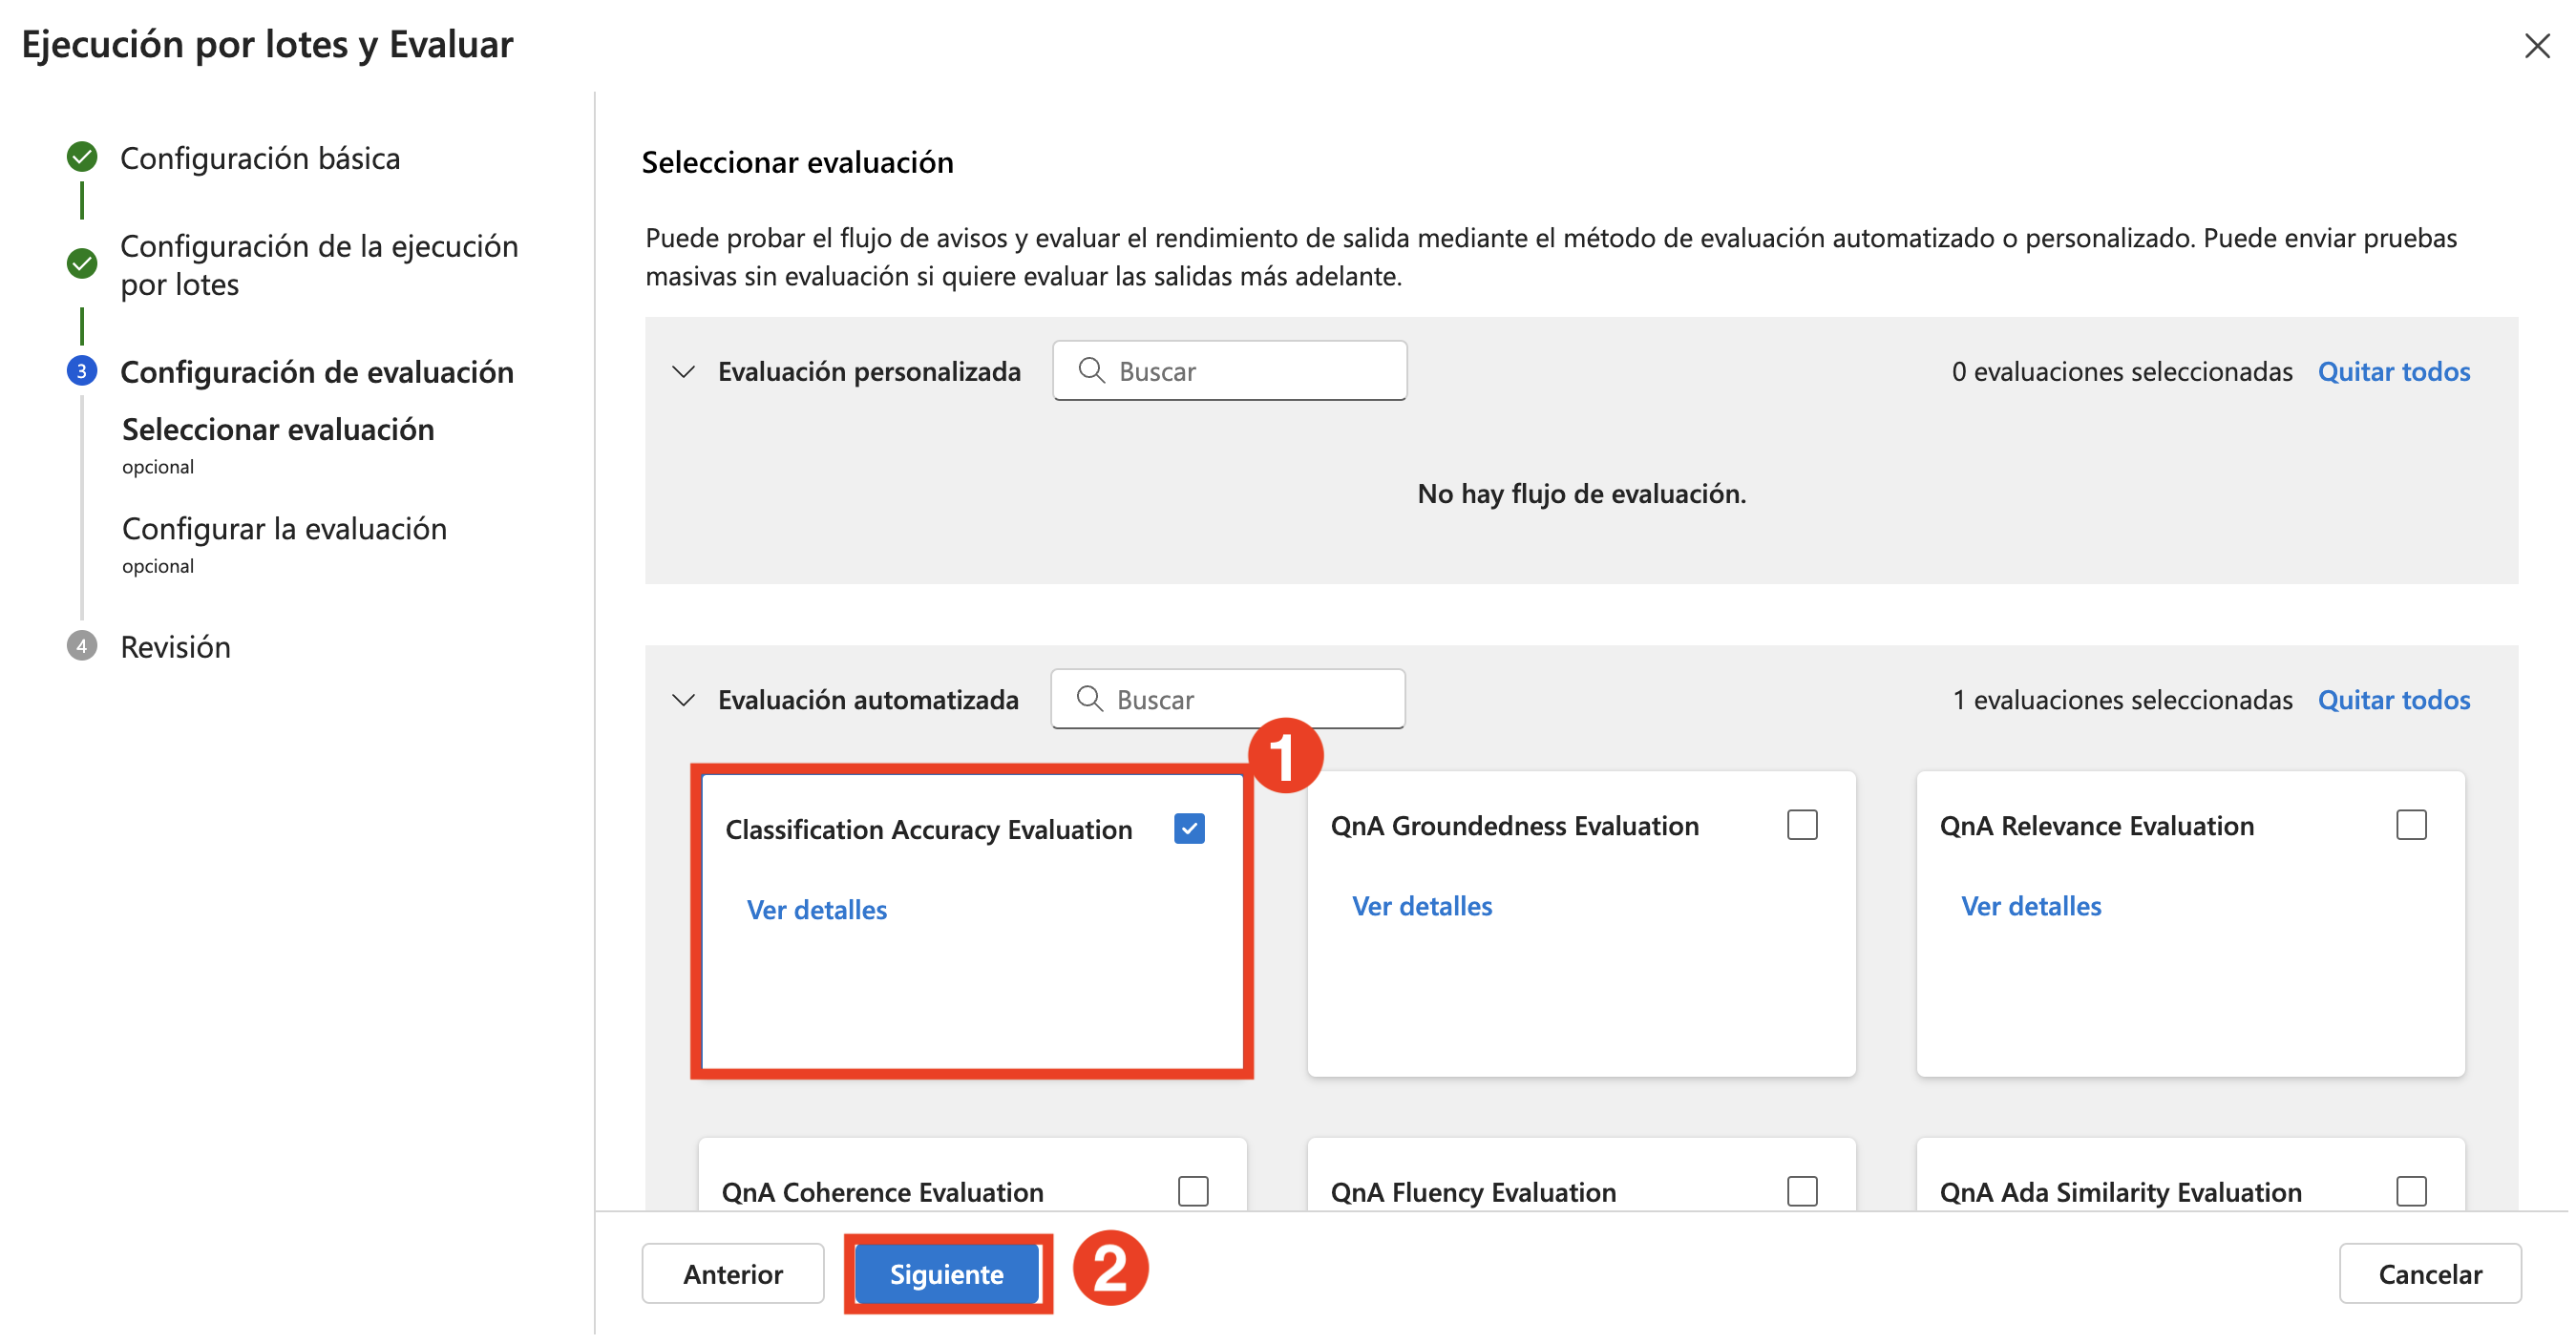 Ejecución por lotes y Evaluar
Configuración básica
Configuración de la ejecución
por lotes
3 Configuración de evaluación
Seleccionar evaluación
opcional
Configurar la evaluación
opcional
4 Revisión
Seleccionar evaluación
Puede probar el flujo de avisos y evaluar el rendimiento de salida mediante el método de evaluación automatizado o personalizado. Puede enviar pruebas
masivas sin evaluación si quiere evaluar las salidas más adelante.
Evaluación personalizada Buscar 0 evaluaciones seleccionadas Quitar todos
No hay flujo de evaluación.
Evaluación automatizada Buscar 1 evaluaciones seleccionadas Quitar todos
1
Classification Accuracy Evaluation
Ver detalles
QnA Groundedness Evaluation
Ver detalles
QnA Relevance Evaluation
Ver detalles
QnA Coherence Evaluation
QnA Fluency Evaluation
QnA Ada Similarity Evaluation
Anterior Siguiente 2 Cancelar